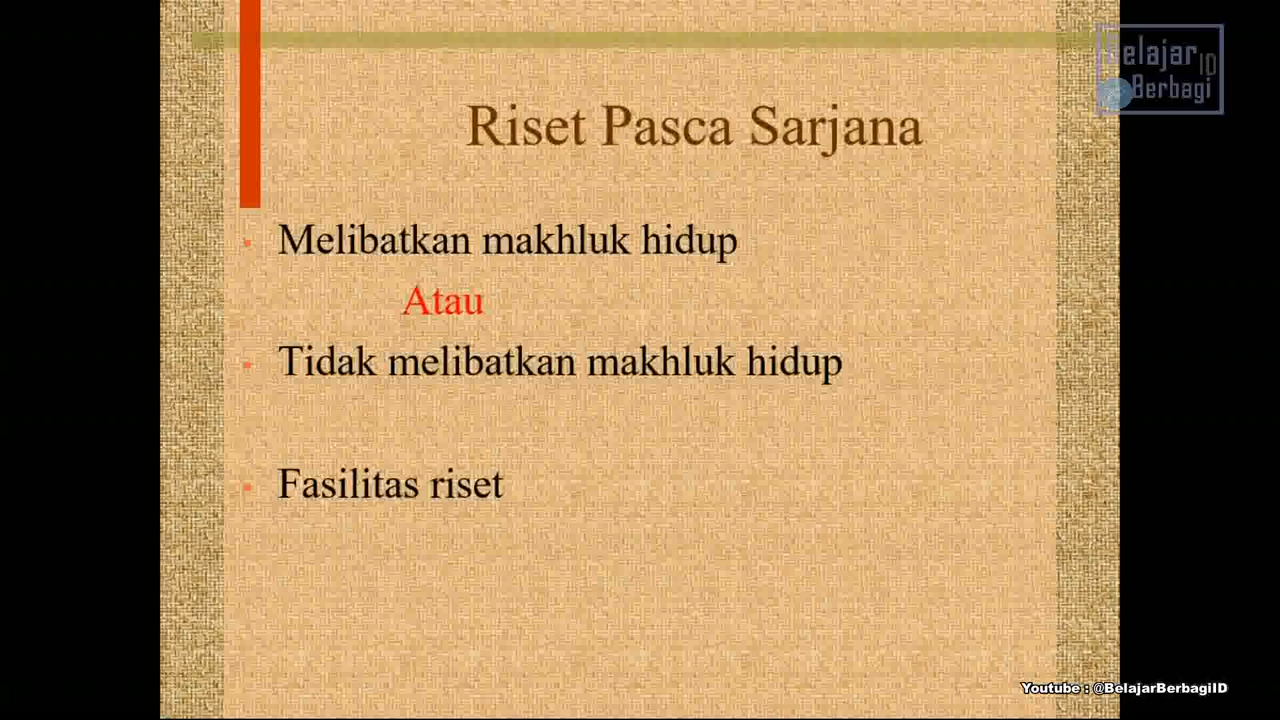 Belajar ID
Berbagi
Riset Pasca Sarjana
Melibatkan makhluk hidup
Atau
Tidak melibatkan makhluk hidup
Fasilitas riset
Youtube : @BelajarBerbagiID